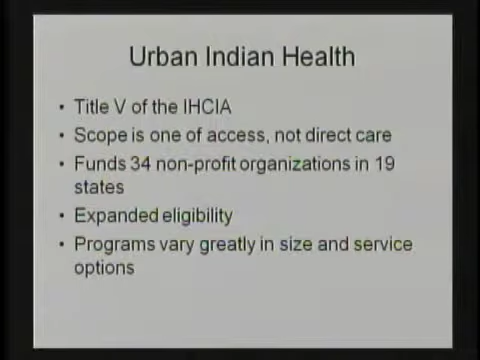 Urban Indian Health
• Title V of the IHCIA
• Scope is one of access, not direct care
• Funds 34 non-profit organizations in 19
states
• Expanded eligibility
• Programs vary greatly in size and service
options